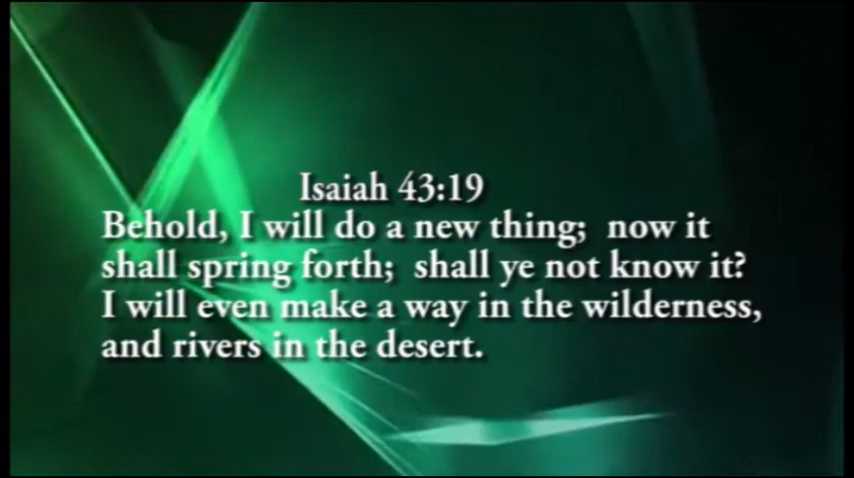 Isaiah 43:19
Behold, I will do a new thing;  now it
shall spring forth;  shall ye not know it?
I will even make a way in the wilderness,
and rivers in the desert.